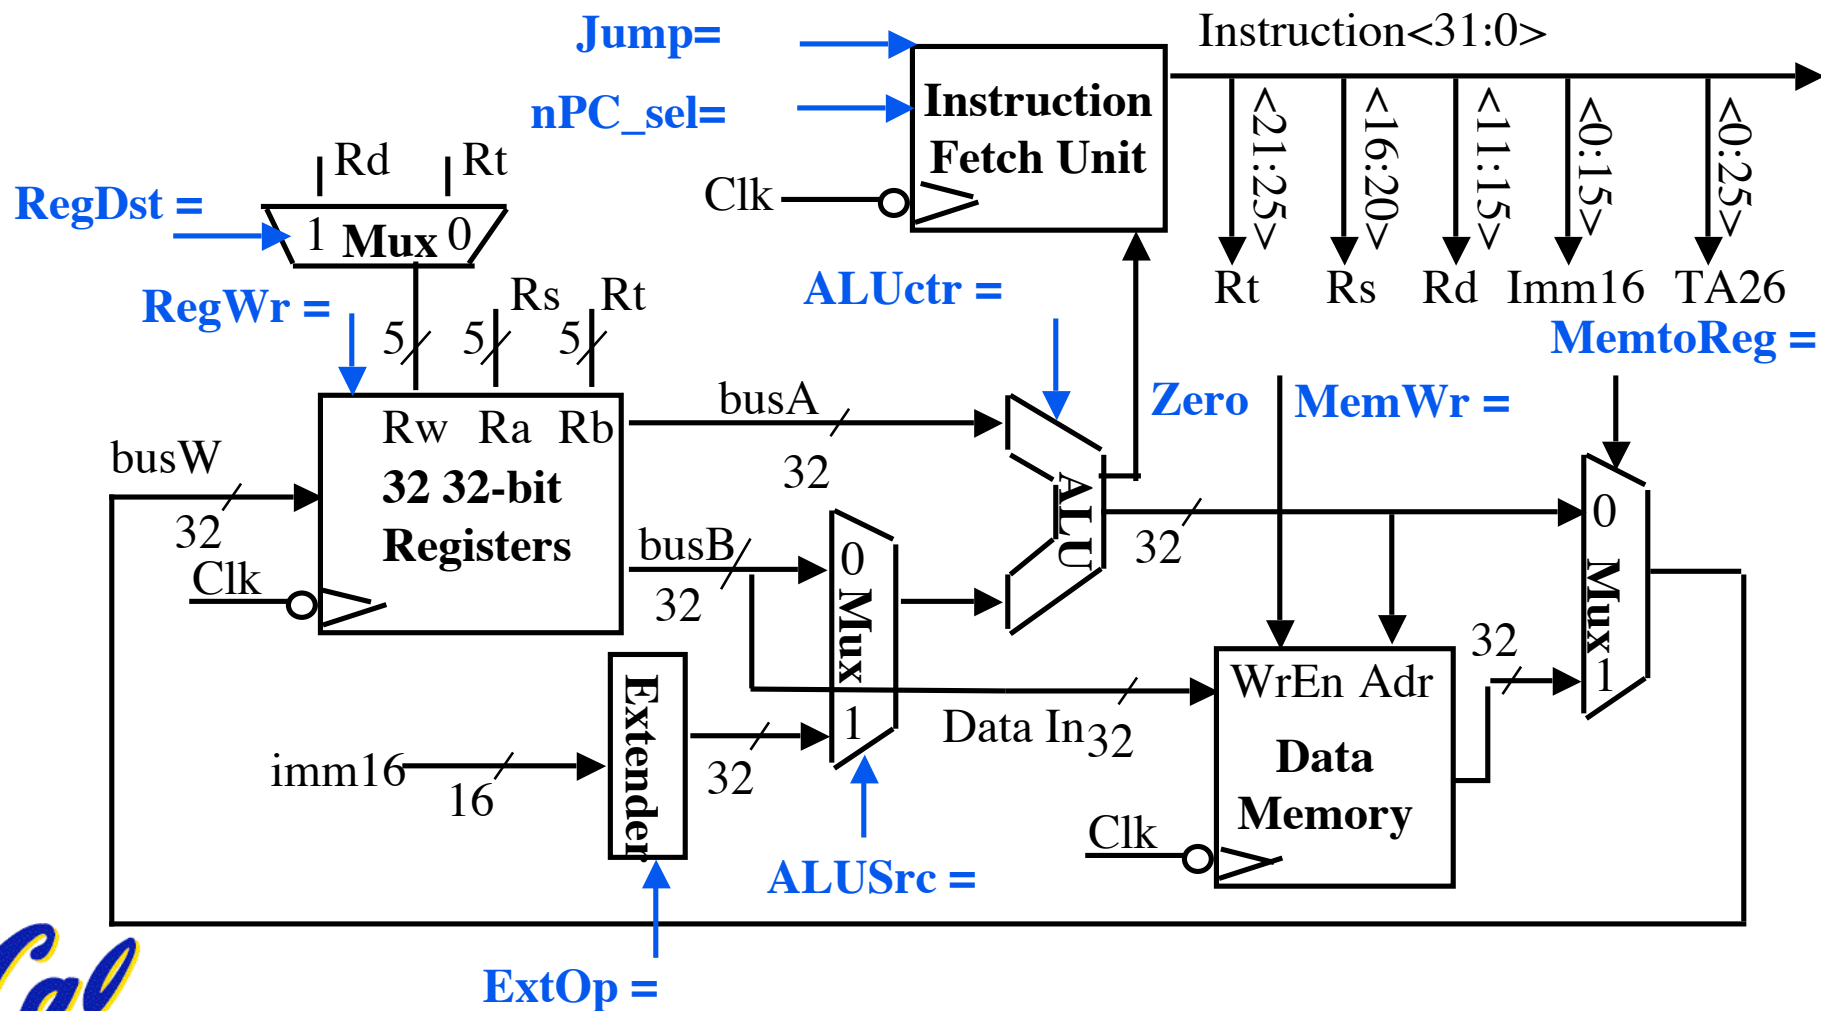 Jump=
Instruction<31:0>
nPC_sel=
Instruction
Fetch Unit
<21:25>
<16:20>
<11:15>
<0:15>
<0:25>
Rd
Rt
Clk
RegDst =
1 Mux 0
ALUctr =
Rt
Rs
Rd
Imm16
TA26
RegWr =
Rs
Rt
5
5
5
MemtoReg =
busA
Zero
MemWr =
Rw Ra Rb
busW
32
32 32-bit
Registers
32
ALU
0
busB
0
32
32
Clk
32
Mux
Mux
32
Extender
WrEn Adr
1
1
Data In
32
imm16
16
32
Data
Memory
Clk
ALUSrc =
Cal
ExtOp =